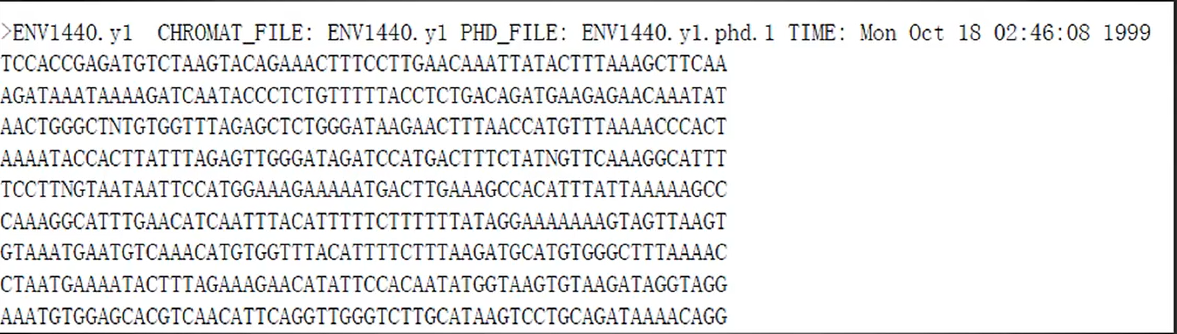 >ENV1440.y1  CHROMAT_FILE: ENV1440.y1 PHD_FILE: ENV1440.y1.phd.1 TIME: Mon Oct 18 02:46:08 1999
TCCACCGAGATGTCTAAGTACAGAAACTTTCCTTGAACAAATTATACTTTAAAGCTTCAA
AGATAAATAAAAGATCAATACCCTCTGTTTTTACCTCTGACAGATGAAGAGAACAAATAT
AACTGGGCTNTGTGGTTTAGAGCTCTGGGATAAGAACTTTAACCATGTTTAAAACCCACT
AAAATACCACTTATTTAGAGTTGGGATAGATCCATGACTTTCTATNGTTCAAAGGCATTT
TCCTTNGTAATAATTCCATGGAAAGAAAAATGACTTGAAAGCCACATTTATTAAAAAGCC
CAAAGGCATTTGAACATCAATTTACATTTTTCTTTTTTATAGGAAAAAAAGTAGTTAAGT
GTAAATGAATGTCAAACATGTGGTTTACATTTTCTTTAAGATGCATGTGGGCTTTAAAAC
CTAATGAAAATACTTTAGAAAGAACATATTCCACAATATGGTAAGTGTAAGATAGGTAGG
AAATGTGGAGCACGTCAACATTCAGGTTGGGTCTTGCATAAGTCCTGCAGATAAAACAGG